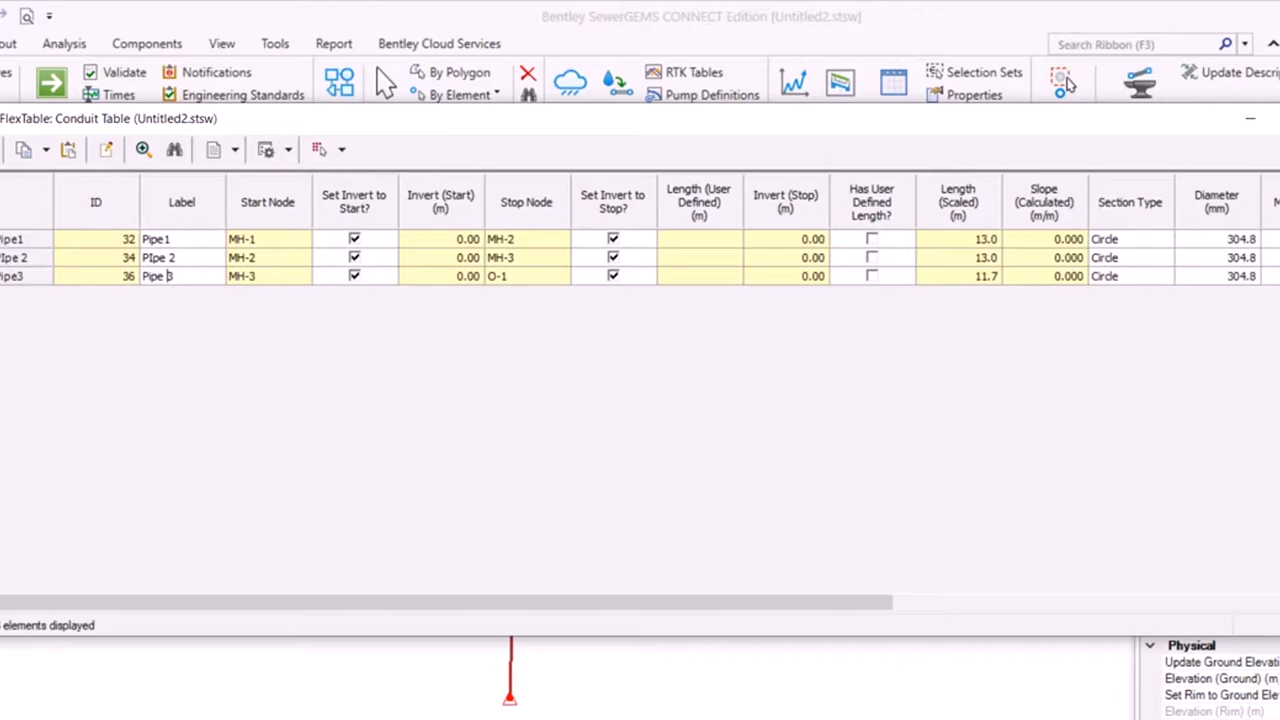 Bentley SewerGEMS CONNECT Edition [Untitled2.stsw]
out Analysis Components View Tools Report Bentley Cloud Services Search Ribbon (F3)
es Validate Notifications By Polygon RTK Tables Selection Sets Update Descri
Times Engineering Standards By Element Pump Definitions Properties
FlexTable: Conduit Table (Untitled2.stsw)
ID Label Start Node Set Invert to Start? Invert (Start) (m) Stop Node Set Invert to Stop? Length (User Defined) (m) Invert (Stop) (m) Has User Defined Length? Length (Scaled) (m) Slope (Calculated) (m/m) Section Type Diameter (mm) M
ipe1 32 Pipe1 MH-1 0.00 MH-2 0.00 13.0 0.000 Circle 304.8
PIpe 2 34 PIpe 2 MH-2 0.00 MH-3 0.00 13.0 0.000 Circle 304.8
ipe3 36 Pipe 3 MH-3 0.00 O-1 0.00 11.7 0.000 Circle 304.8
elements displayed
Physical
Update Ground Elevati
Elevation (Ground) (m
Set Rim to Ground Ele
Elevation (Rim) (m)